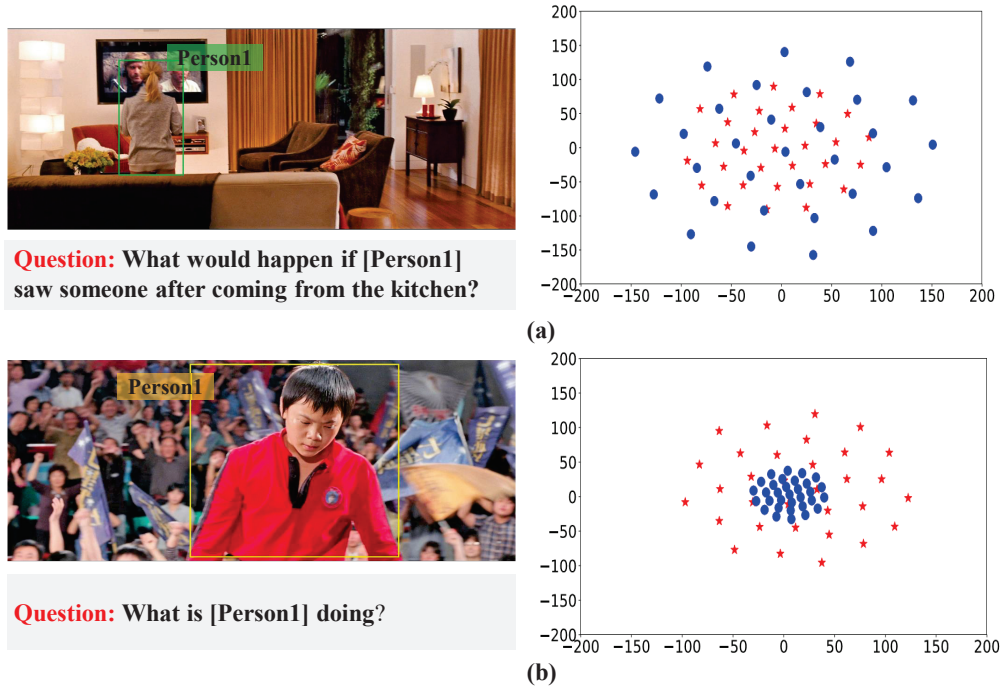 Person1
Question: What would happen if [Person1]
saw someone after coming from the kitchen?
200
150
100
50
0
−50
−100
−150
−200
−200 −150 −100 −50 0 50 100 150 200
(a)
Person1
Question: What is [Person1] doing?
200
150
100
50
0
−50
−100
−150
−200
−200 −150 −100 −50 0 50 100 150 200
(b)